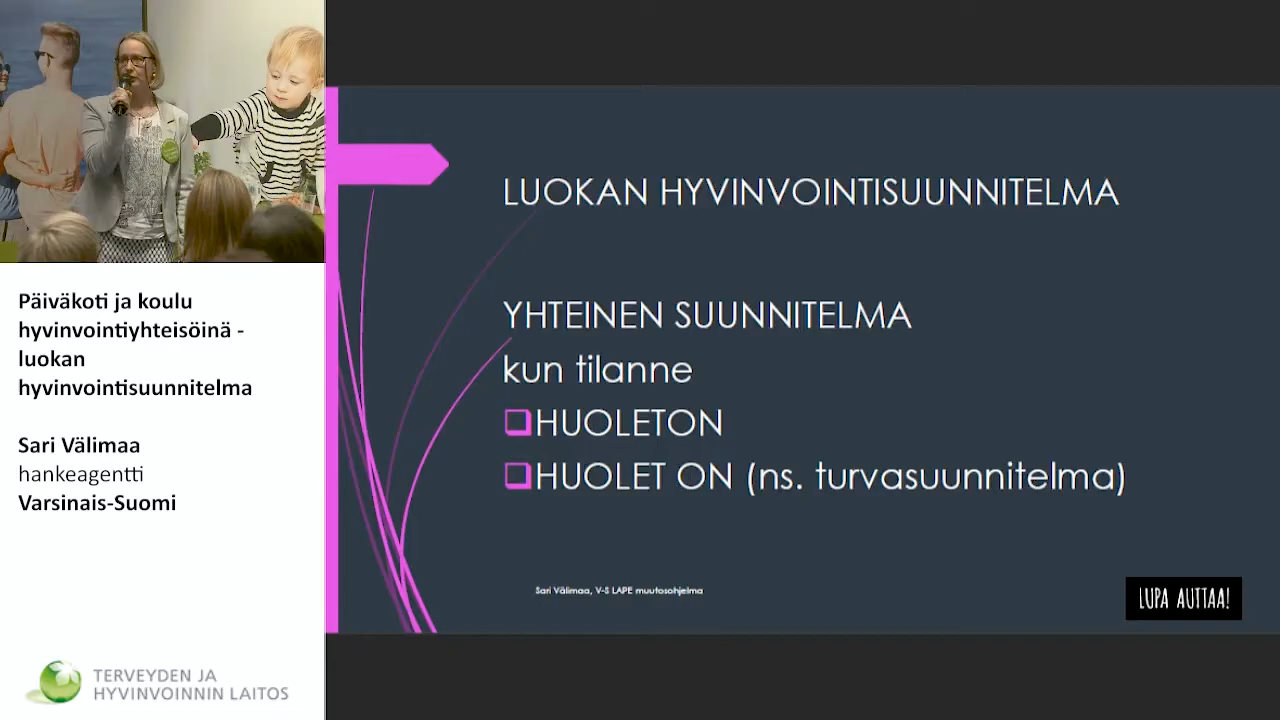 Päiväkoti ja koulu
hyvinvointiyhteisöinä -
luokan
hyvinvointisuunnitelma
Sari Välimaa
hankeagentti
Varsinais-Suomi
TERVEYDEN JA
HYVINVOINNIN LAITOS
LUOKAN HYVINVOINTISUUNNITELMA
YHTEINEN SUUNNITELMA
kun tilanne
HUOLETON
HUOLET ON (ns. turvasuunnitelma)
Sari Välimaa, V-S LAPE muutosohjelma
LUPA AUTTAA!